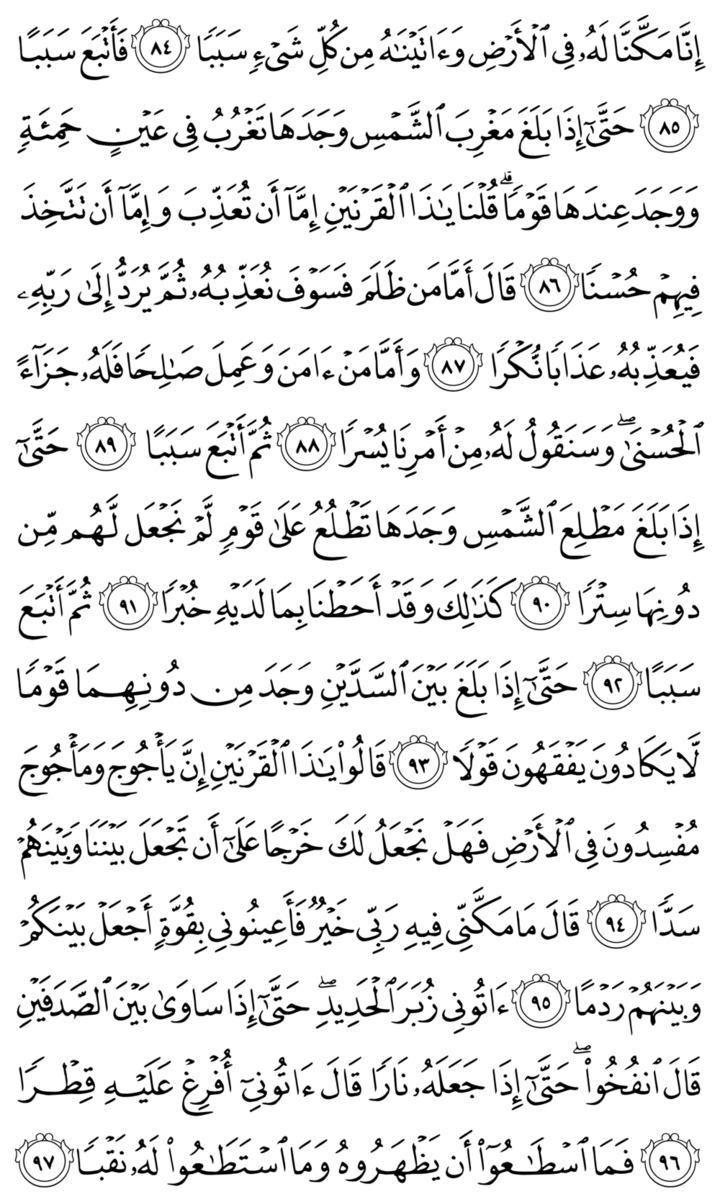 إِنَّا مَكَّنَّا لَهُۥ فِى ٱلْأَرْضِ وَءَاتَيْنَٰهُ مِن كُلِّ شَىْءٍ سَبَبًا ٨٤ فَأَتْبَعَ سَبَبًا
٨٥ حَتَّىٰٓ إِذَا بَلَغَ مَغْرِبَ ٱلشَّمْسِ وَجَدَهَا تَغْرُبُ فِى عَيْنٍ حَمِئَةٍ
وَوَجَدَ عِندَهَا قَوْمًا ۗ قُلْنَا يَٰذَا ٱلْقَرْنَيْنِ إِمَّآ أَن تُعَذِّبَ وَإِمَّآ أَن تَتَّخِذَ
فِيهِمْ حُسْنًا ٨٦ قَالَ أَمَّا مَن ظَلَمَ فَسَوْفَ نُعَذِّبُهُۥ ثُمَّ يُرَدُّ إِلَىٰ رَبِّهِۦ
فَيُعَذِّبُهُۥ عَذَابًا نُّكْرًا ٨٧ وَأَمَّا مَنْ ءَامَنَ وَعَمِلَ صَٰلِحًا فَلَهُۥ جَزَآءً
ٱلْحُسْنَىٰ ۖ وَسَنَقُولُ لَهُۥ مِنْ أَمْرِنَا يُسْرًا ٨٨ ثُمَّ أَتْبَعَ سَبَبًا ٨٩ حَتَّىٰٓ
إِذَا بَلَغَ مَطْلِعَ ٱلشَّمْسِ وَجَدَهَا تَطْلُعُ عَلَىٰ قَوْمٍ لَّمْ نَجْعَل لَّهُم مِّن
دُونِهَا سِتْرًا ٩٠ كَذَٰلِكَ وَقَدْ أَحَطْنَا بِمَا لَدَيْهِ خُبْرًا ٩١ ثُمَّ أَتْبَعَ
سَبَبًا ٩٢ حَتَّىٰٓ إِذَا بَلَغَ بَيْنَ ٱلسَّدَّيْنِ وَجَدَ مِن دُونِهِمَا قَوْمًا
لَّا يَكَادُونَ يَفْقَهُونَ قَوْلًا ٩٣ قَالُوا۟ يَٰذَا ٱلْقَرْنَيْنِ إِنَّ يَأْجُوجَ وَمَأْجُوجَ
مُفْسِدُونَ فِى ٱلْأَرْضِ فَهَلْ نَجْعَلُ لَكَ خَرْجًا عَلَىٰٓ أَن تَجْعَلَ بَيْنَنَا وَبَيْنَهُمْ
سَدًّا ٩٤ قَالَ مَا مَكَّنِّى فِيهِ رَبِّى خَيْرٌ فَأَعِينُونِى بِقُوَّةٍ أَجْعَلْ بَيْنَكُمْ
وَبَيْنَهُمْ رَدْمًا ٩٥ ءَاتُونِى زُبَرَ ٱلْحَدِيدِ ۖ حَتَّىٰٓ إِذَا سَاوَىٰ بَيْنَ ٱلصَّدَفَيْنِ
قَالَ ٱنفُخُوا۟ ۖ حَتَّىٰٓ إِذَا جَعَلَهُۥ نَارًا قَالَ ءَاتُونِىٓ أُفْرِغْ عَلَيْهِ قِطْرًا
٩٦ فَمَا ٱسْطَٰعُوٓا۟ أَن يَظْهَرُوهُ وَمَا ٱسْتَطَٰعُوا۟ لَهُۥ نَقْبًا ٩٧